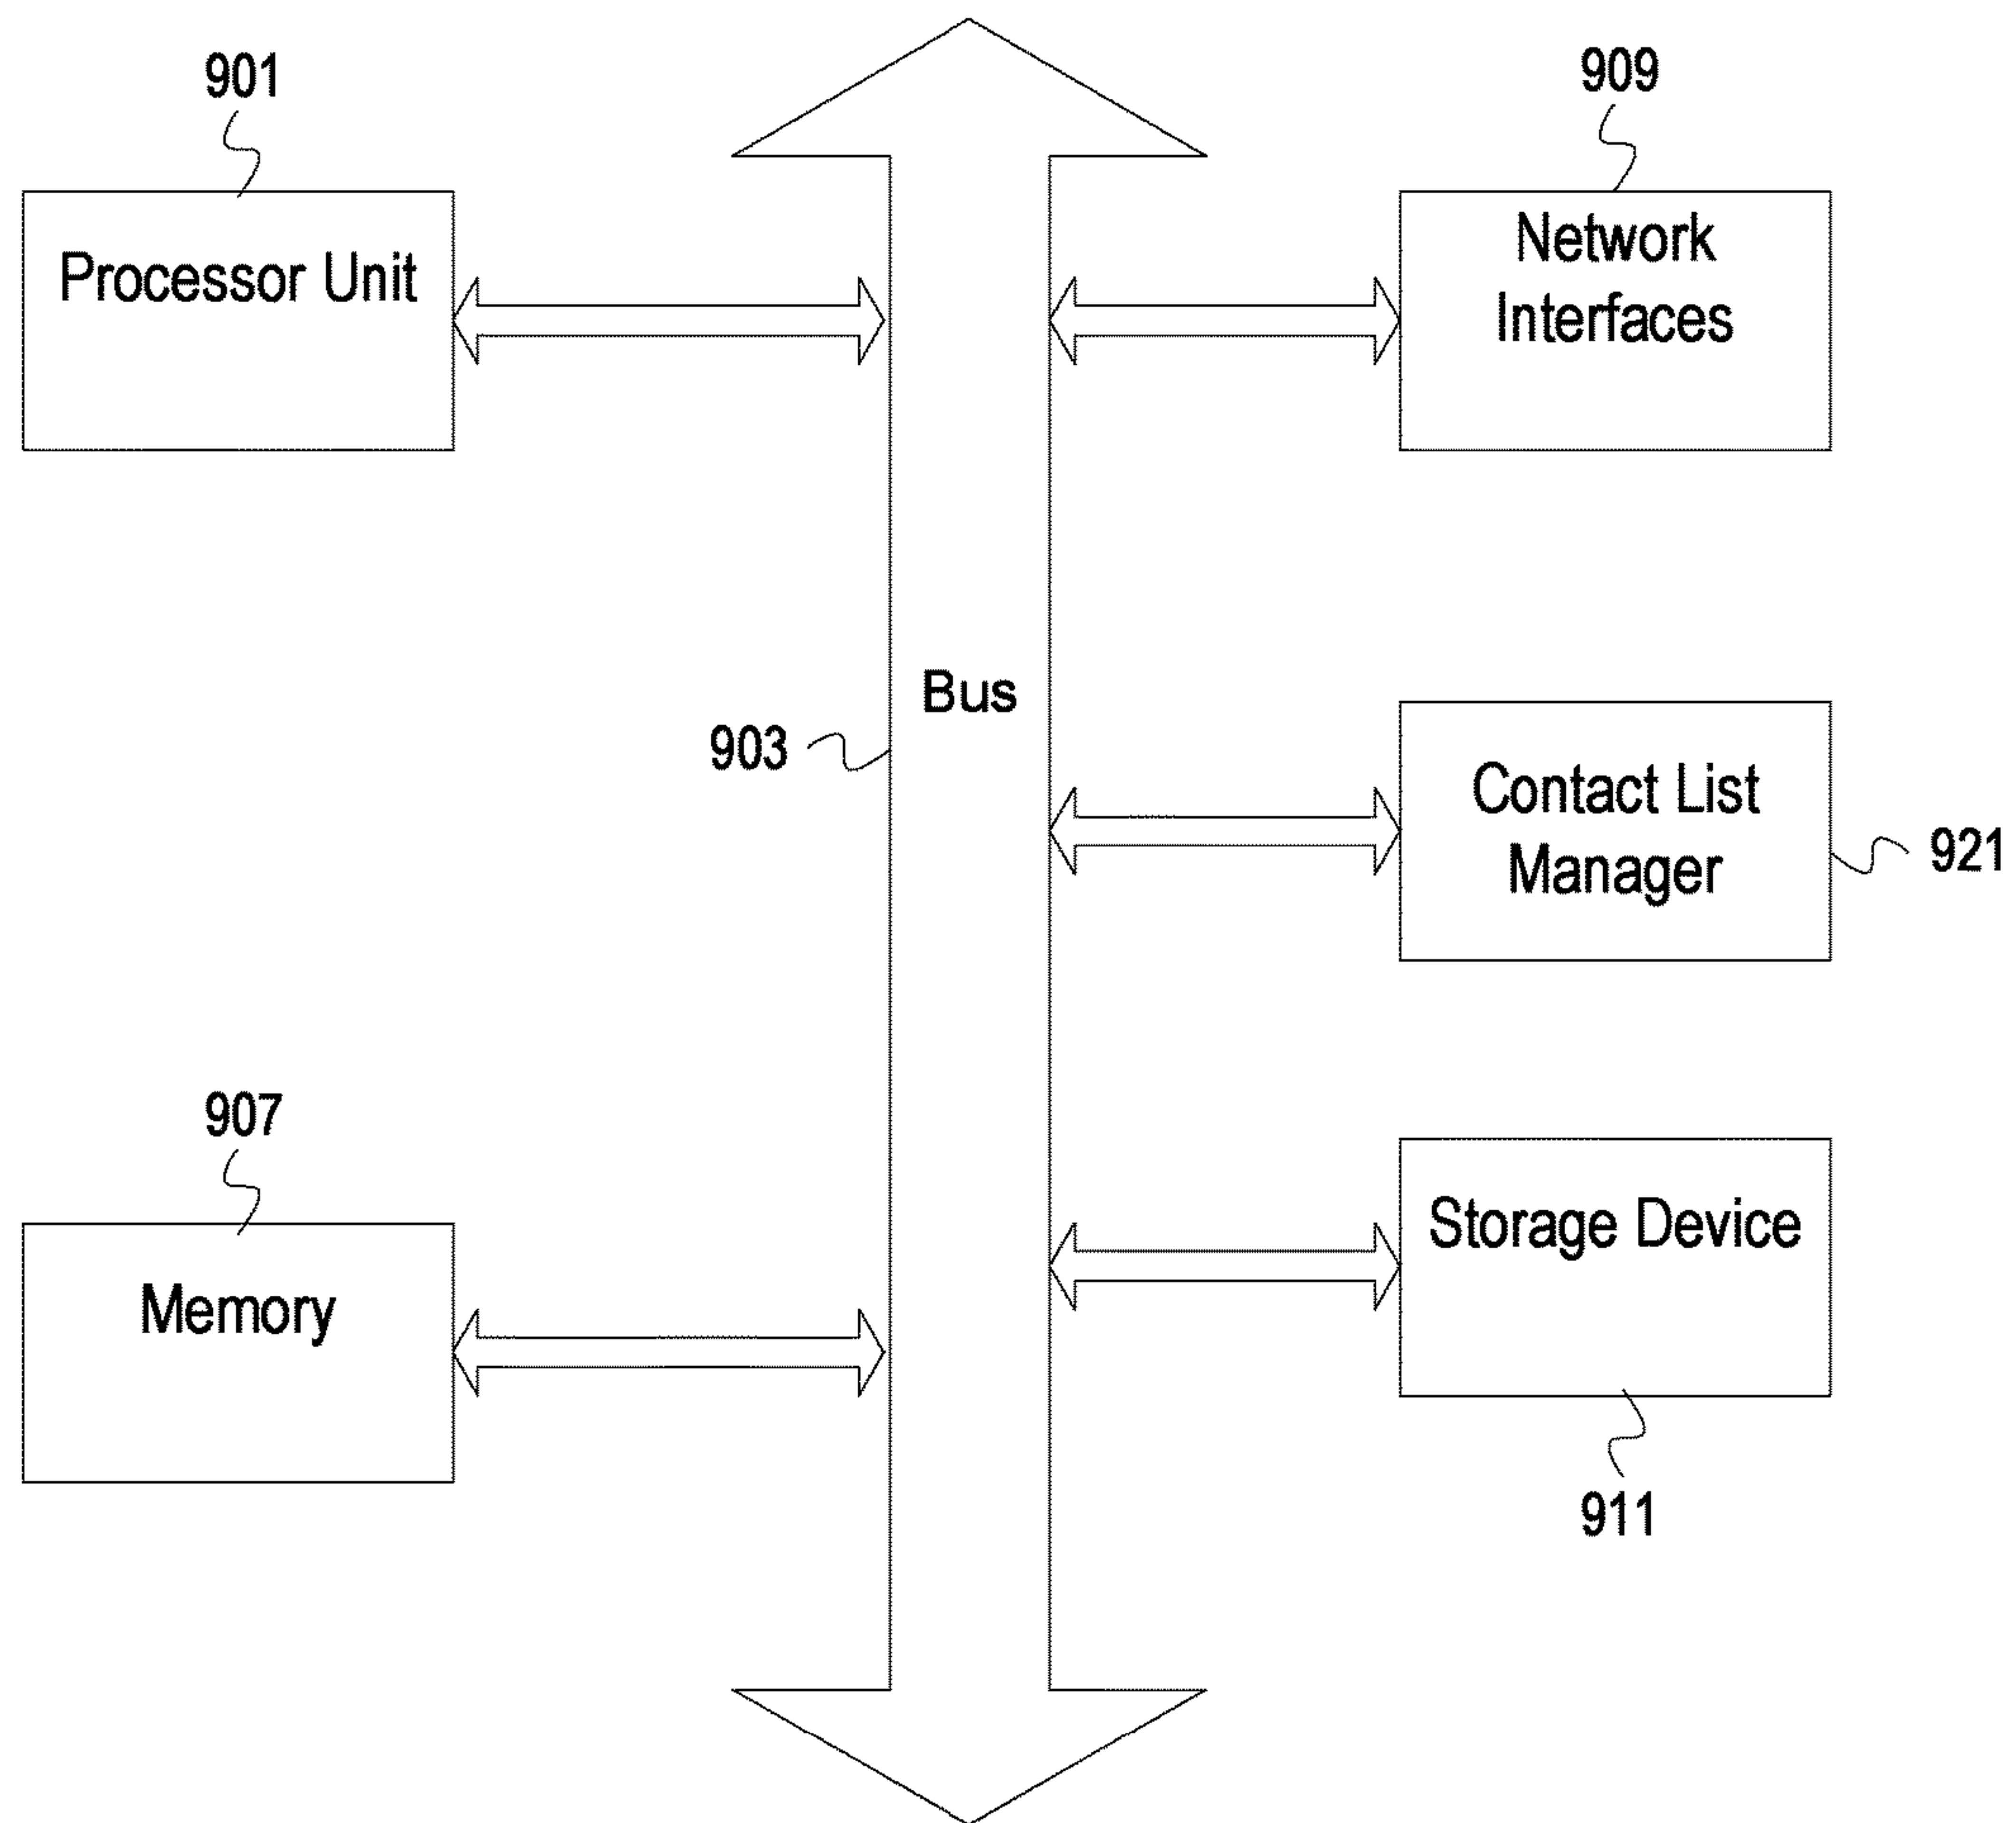 901
Processor Unit
909
Network
Interfaces
Bus
903
Contact List
Manager
921
907
Memory
Storage Device
911